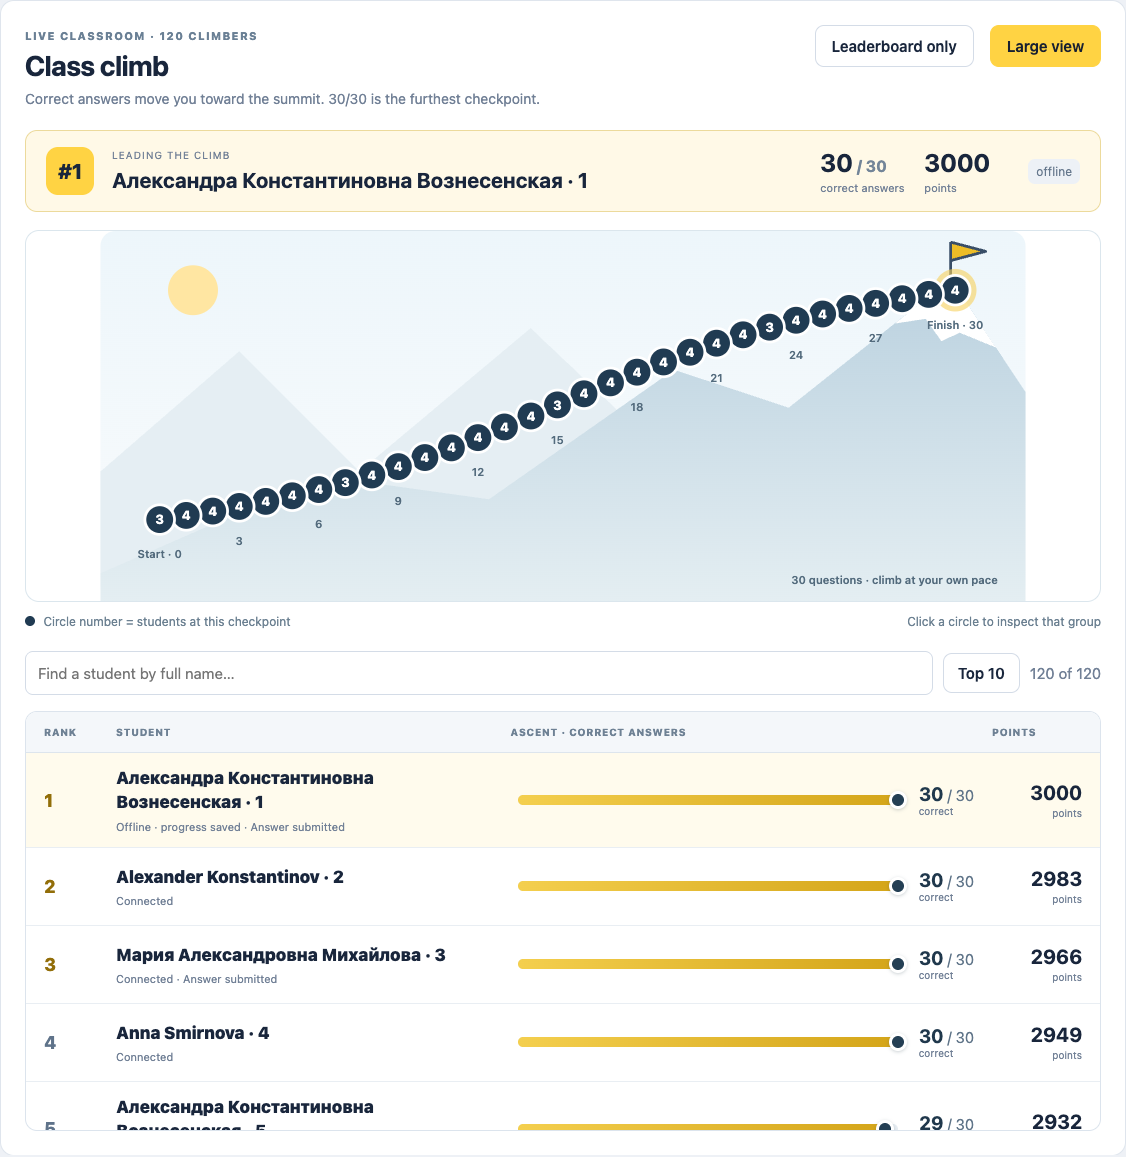 LIVE CLASSROOM · 120 CLIMBERS
Class climb
Correct answers move you toward the summit. 30/30 is the furthest checkpoint.
Leaderboard only
Large view
#1
LEADING THE CLIMB
Александра Константиновна Вознесенская · 1
30 / 30
correct answers
3000
points
offline
3 4 4 4 4 4 4 3 4 4 4 4 4 4 4 3 4 4 4 4 4 4 4 3 4 4 4 4 4 4 4
Start · 0
3
6
9
12
15
18
21
24
27
Finish · 30
30 questions · climb at your own pace
Circle number = students at this checkpoint
Click a circle to inspect that group
Find a student by full name...
Top 10
120 of 120
RANK STUDENT ASCENT · CORRECT ANSWERS POINTS
1
Александра Константиновна
Вознесенская · 1
Offline · progress saved · Answer submitted
30 / 30
correct
3000
points
2
Alexander Konstantinov · 2
Connected
30 / 30
correct
2983
points
3
Мария Александровна Михайлова · 3
Connected · Answer submitted
30 / 30
correct
2966
points
4
Anna Smirnova · 4
Connected
30 / 30
correct
2949
points
5
Александра Константиновна
Вознесенская · 5
29 / 30
2932